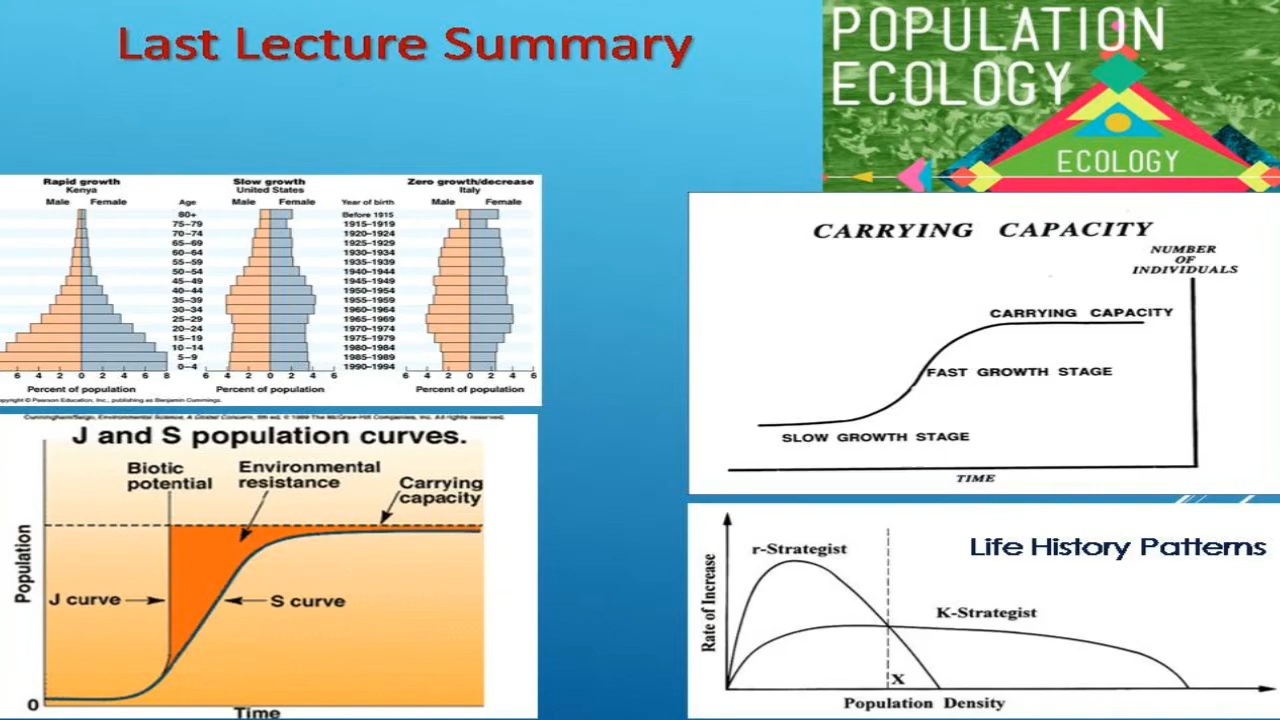 Last Lecture Summary
POPULATION
ECOLOGY
ECOLOGY
Rapid growth
Kenya
Male Female
Slow growth
United States
Male Female
Zero growth/decrease
Italy
Male Female
Age
80+
75–79
70–74
65–69
60–64
55–59
50–54
45–49
40–44
35–39
30–34
25–29
20–24
15–19
10–14
5–9
0–4
Year of birth
Before 1915
1915–1919
1920–1924
1925–1929
1930–1934
1935–1939
1940–1944
1945–1949
1950–1954
1955–1959
1960–1964
1965–1969
1970–1974
1975–1979
1980–1984
1985–1989
1990–1994
6 4 2 0 2 4 6 8
Percent of population
6 4 2 0 2 4 6
Percent of population
6 4 2 0 2 4 6
Percent of population
opyright © Pearson Education, Inc., publishing as Benjamin Cummings.
CARRYING CAPACITY
NUMBER
OF
INDIVIDUALS
CARRYING CAPACITY
FAST GROWTH STAGE
SLOW GROWTH STAGE
TIME
Cunningham/Saigo, Environmental Science, A Global Concern, 5th ed. © 1999 The McGraw-Hill Companies, Inc. All rights reserved.
J and S population curves.
Biotic
potential
Environmental
resistance
Carrying
capacity
Population
J curve
S curve
0
Time
Life History Patterns
r-Strategist
K-Strategist
Rate of Increase
X
Population Density